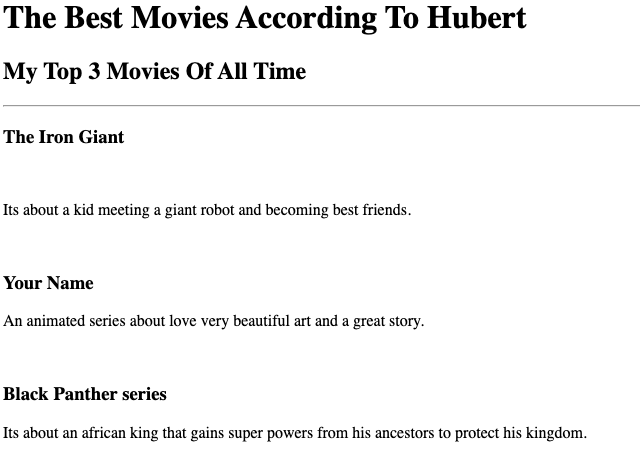 The Best Movies According To Hubert
My Top 3 Movies Of All Time
The Iron Giant
Its about a kid meeting a giant robot and becoming best friends.
Your Name
An animated series about love very beautiful art and a great story.
Black Panther series
Its about an african king that gains super powers from his ancestors to protect his kingdom.